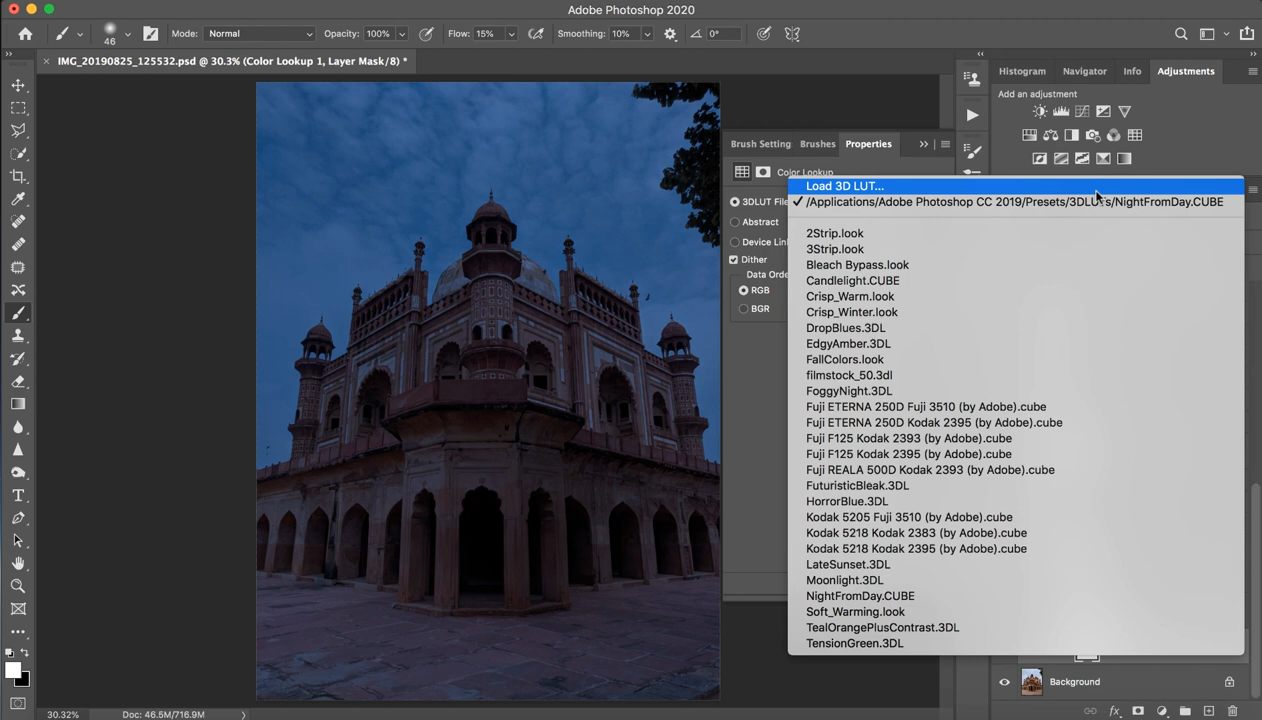 Adobe Photoshop 2020
46
Mode: Normal
Opacity: 100%
Flow: 15%
Smoothing: 10%
0°
IMG_20190825_125532.psd @ 30.3% (Color Lookup 1, Layer Mask/8) *
Histogram
Navigator
Info
Adjustments
Add an adjustment
Brush Setting
Brushes
Properties
Color Lookup
3DLUT File
Abstract
Device Lin
Dither
Data Orde
RGB
BGR
Load 3D LUT...
/Applications/Adobe Photoshop CC 2019/Presets/3DLUTs/NightFromDay.CUBE
2Strip.look
3Strip.look
Bleach Bypass.look
Candlelight.CUBE
Crisp_Warm.look
Crisp_Winter.look
DropBlues.3DL
EdgyAmber.3DL
FallColors.look
filmstock_50.3dl
FoggyNight.3DL
Fuji ETERNA 250D Fuji 3510 (by Adobe).cube
Fuji ETERNA 250D Kodak 2395 (by Adobe).cube
Fuji F125 Kodak 2393 (by Adobe).cube
Fuji F125 Kodak 2395 (by Adobe).cube
Fuji REALA 500D Kodak 2393 (by Adobe).cube
FuturisticBleak.3DL
HorrorBlue.3DL
Kodak 5205 Fuji 3510 (by Adobe).cube
Kodak 5218 Kodak 2383 (by Adobe).cube
Kodak 5218 Kodak 2395 (by Adobe).cube
LateSunset.3DL
Moonlight.3DL
NightFromDay.CUBE
Soft_Warming.look
TealOrangePlusContrast.3DL
TensionGreen.3DL
Background
fx
30.32%
Doc: 46.5M/716.9M